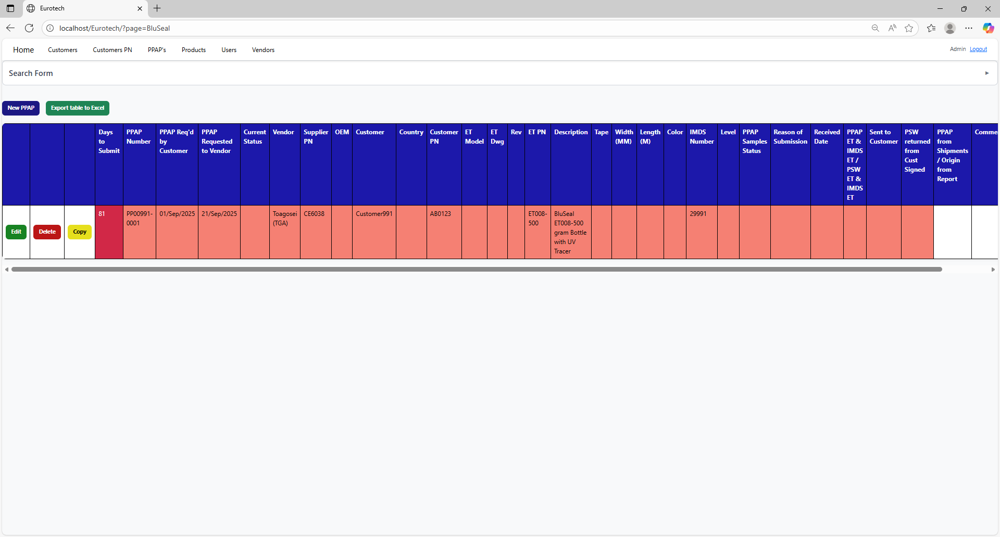 Eurotech
localhost/Eurotech/?page=BluSeal
Home Customers Customers PN PPAP's Products Users Vendors Admin Logout
Search Form
New PPAP Export table to Excel
Days to Submit
PPAP Number
PPAP Req'd by Customer
PPAP Requested to Vendor
Current Status
Vendor
Supplier PN
OEM
Customer
Country
Customer PN
ET Model
ET Dwg
Rev
ET PN
Description
Tape
Width (MM)
Length (M)
Color
IMDS Number
Level
PPAP Samples Status
Reason of Submission
Received Date
PPAP ET & IMDS ET / PSW ET & IMDS ET
Sent to Customer
PSW returned from Cust Signed
PPAP from Shipments / Origin from Report
Comme
Edit
Delete
Copy
81
PP00991-0001
01/Sep/2025
21/Sep/2025
Toagosei (TGA)
CE6038
Customer991
AB0123
ET008-500
BluSeal ET008-500 gram Bottle with UV Tracer
29991